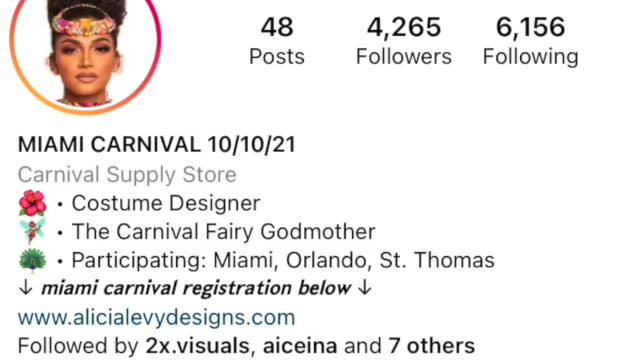 48 4,265 6,156
Posts Followers Following
MIAMI CARNIVAL 10/10/21
Carnival Supply Store
🌺 • Costume Designer
🧚 • The Carnival Fairy Godmother
🦚 • Participating: Miami, Orlando, St. Thomas
↓ miami carnival registration below ↓
www.alicialevydesigns.com
Followed by 2x.visuals, aiceina and 7 others